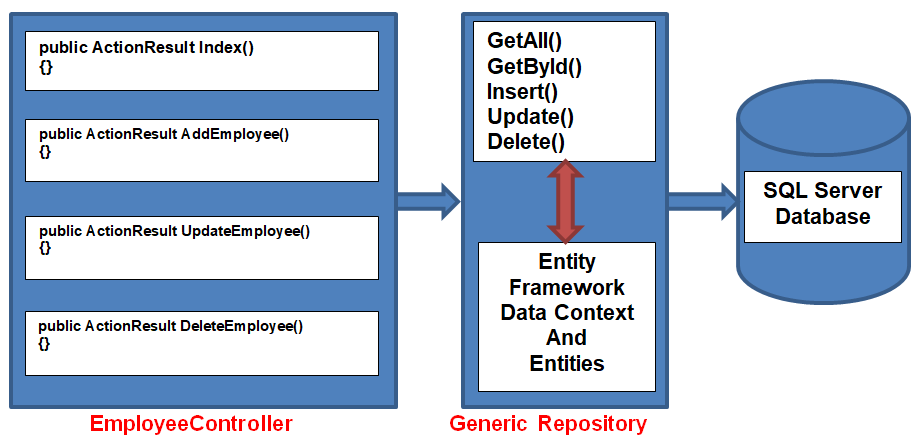 public ActionResult Index()
{}
public ActionResult AddEmployee()
{}
public ActionResult UpdateEmployee()
{}
public ActionResult DeleteEmployee()
{}
EmployeeController
GetAll()
GetById()
Insert()
Update()
Delete()
Entity
Framework
Data Context
And
Entities
Generic Repository
SQL Server
Database